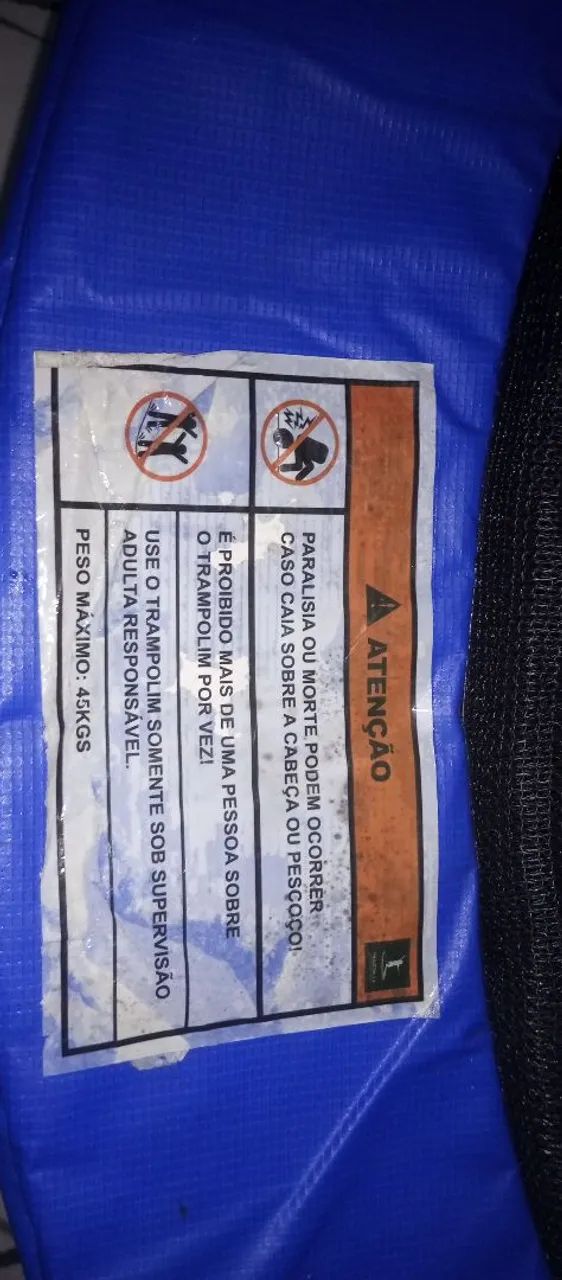 ATENÇÃO
PARALISIA OU MORTE PODEM OCORRER
CASO CAIA SOBRE A CABEÇA OU PESCOÇO!
É PROIBIDO MAIS DE UMA PESSOA SOBRE
O TRAMPOLIM POR VEZ!
USE O TRAMPOLIM SOMENTE SOB SUPERVISÃO
ADULTA RESPONSÁVEL.
PESO MÁXIMO: 45KGS